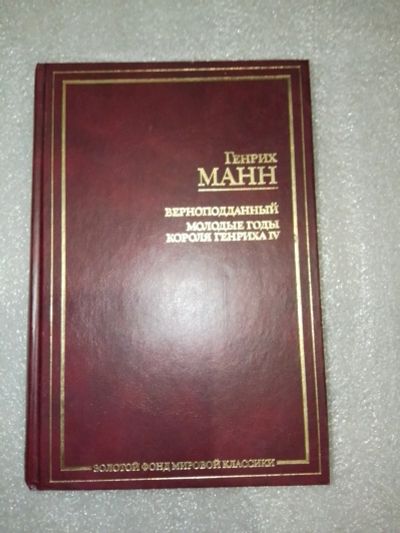 Генрих
МАНН
ВЕРНОПОДДАННЫЙ
МОЛОДЫЕ ГОДЫ
КОРОЛЯ ГЕНРИХА IV
ЗОЛОТОЙ ФОНД МИРОВОЙ КЛАССИКИ